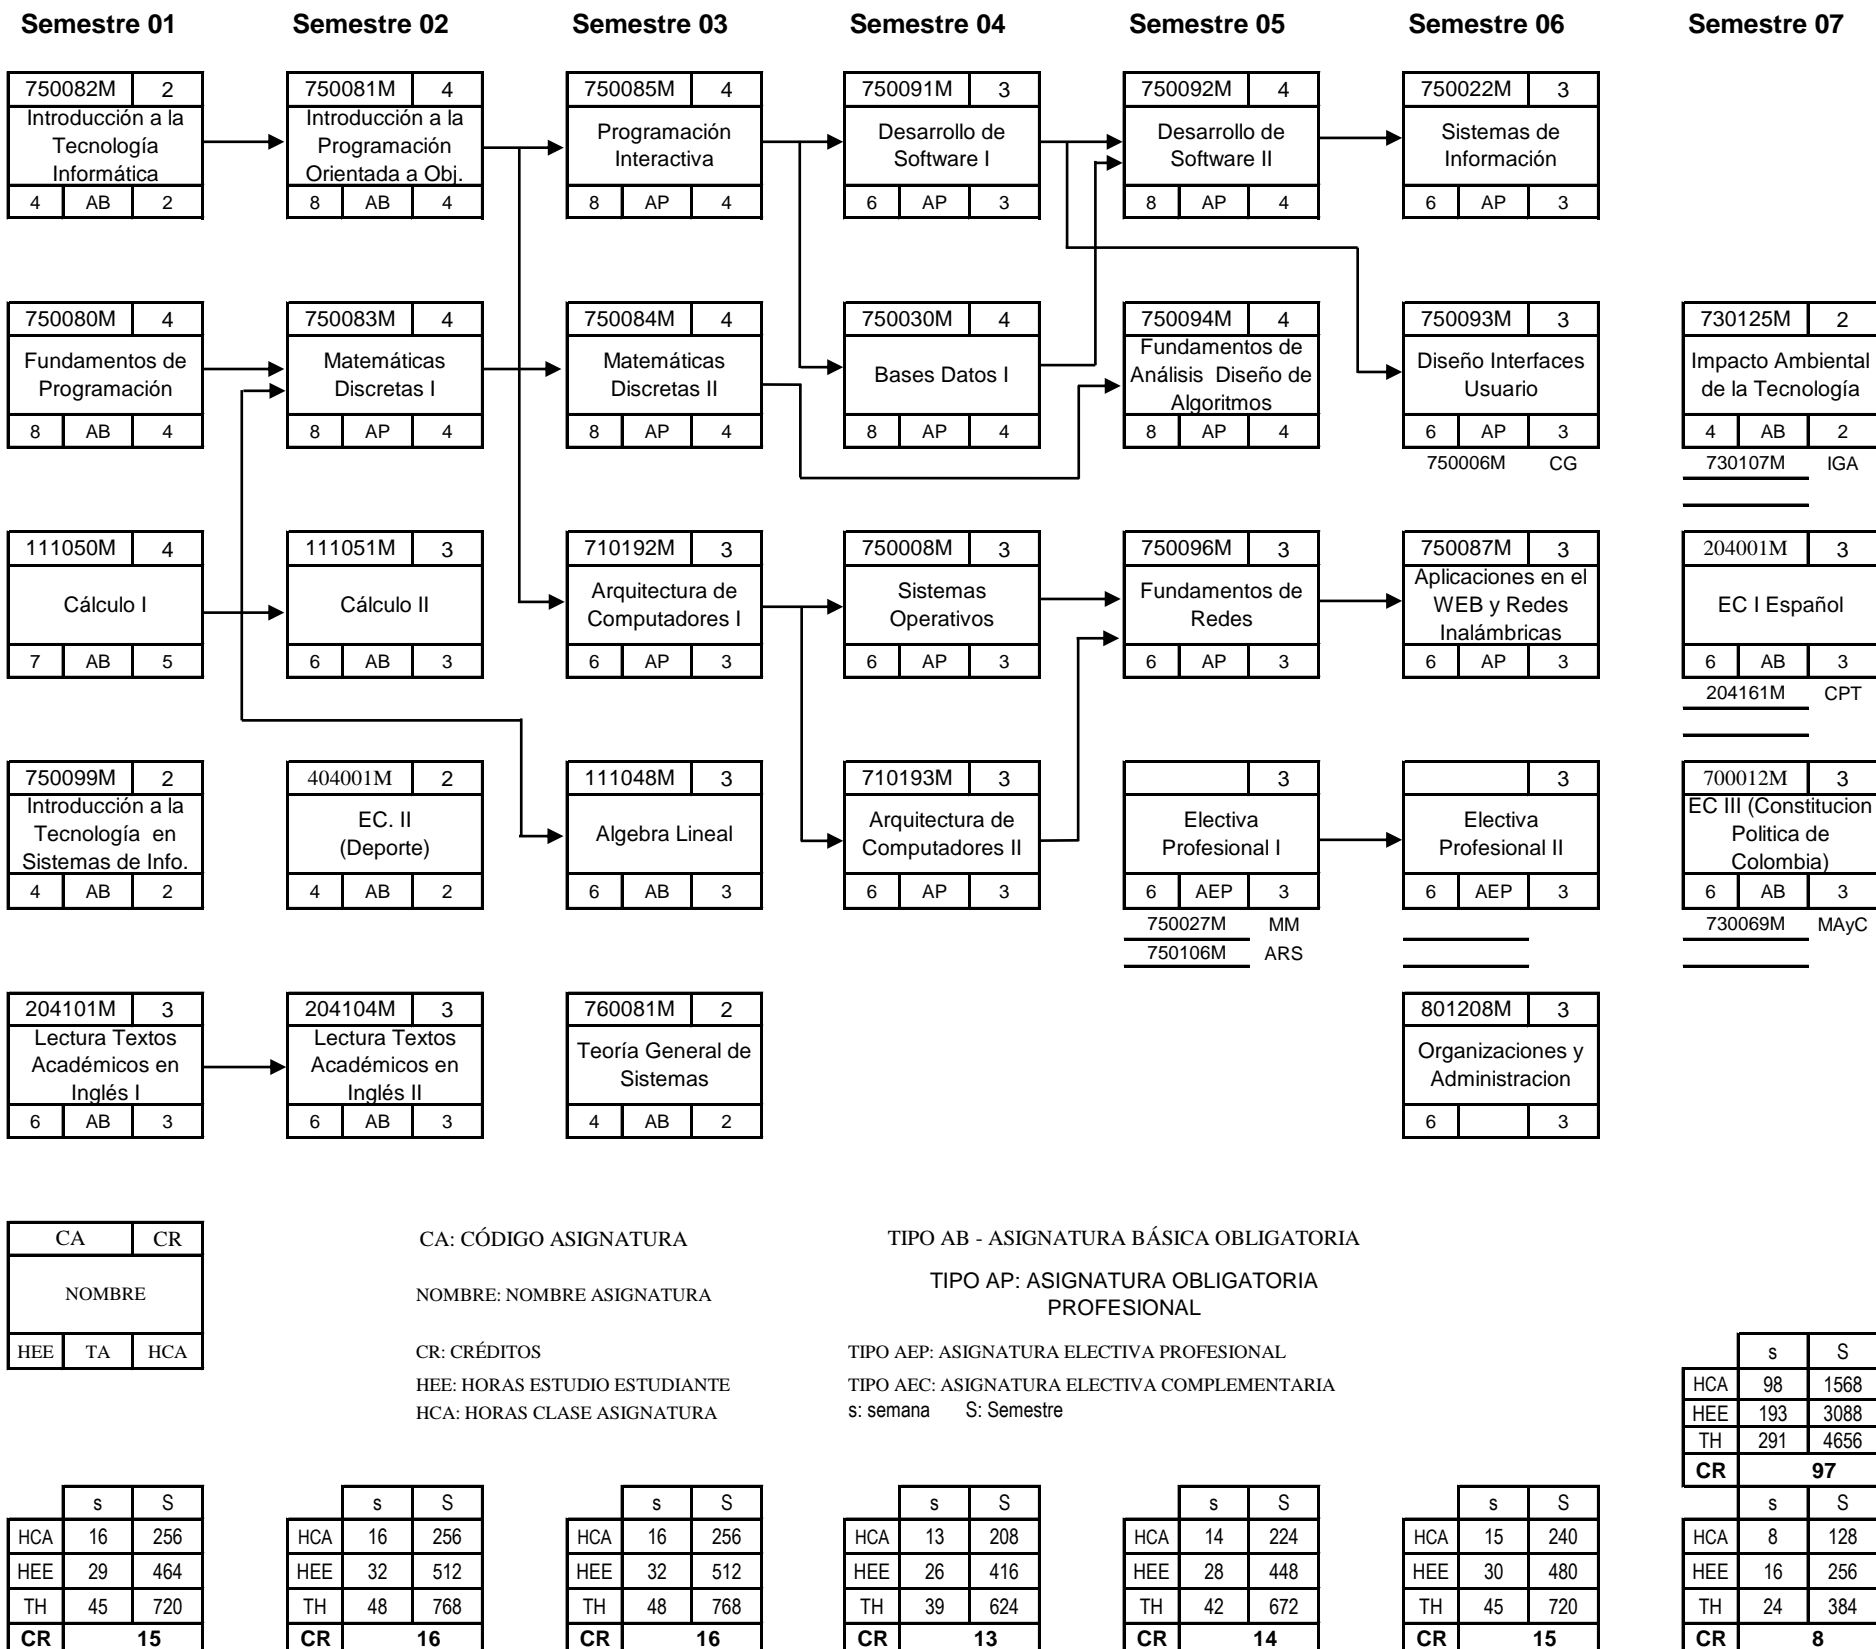 Semestre 01 Semestre 02 Semestre 03 Semestre 04 Semestre 05 Semestre 06 Semestre 07
750082M 2
Introducción a la
Tecnología
Informática
4 AB 2
750081M 4
Introducción a la
Programación
Orientada a Obj.
8 AB 4
750085M 4
Programación
Interactiva
8 AP 4
750091M 3
Desarrollo de
Software I
6 AP 3
750092M 4
Desarrollo de
Software II
8 AP 4
750022M 3
Sistemas de
Información
6 AP 3
750080M 4
Fundamentos de
Programación
8 AB 4
750083M 4
Matemáticas
Discretas I
8 AP 4
750084M 4
Matemáticas
Discretas II
8 AP 4
750030M 4
Bases Datos I
8 AP 4
750094M 4
Fundamentos de
Análisis Diseño de
Algoritmos
8 AP 4
750093M 3
Diseño Interfaces
Usuario
6 AP 3
750006M CG
730125M 2
Impacto Ambiental
de la Tecnología
4 AB 2
730107M IGA
111050M 4
Cálculo I
7 AB 5
111051M 3
Cálculo II
6 AB 3
710192M 3
Arquitectura de
Computadores I
6 AP 3
750008M 3
Sistemas
Operativos
6 AP 3
750096M 3
Fundamentos de
Redes
6 AP 3
750087M 3
Aplicaciones en el
WEB y Redes
Inalámbricas
6 AP 3
204001M 3
EC I Español
6 AB 3
204161M CPT
750099M 2
Introducción a la
Tecnología en
Sistemas de Info.
4 AB 2
404001M 2
EC. II
(Deporte)
4 AB 2
111048M 3
Algebra Lineal
6 AB 3
710193M 3
Arquitectura de
Computadores II
6 AP 3
3
Electiva
Profesional I
6 AEP 3
750027M MM
750106M ARS
3
Electiva
Profesional II
6 AEP 3
700012M 3
EC III (Constitucion
Politica de
Colombia)
6 AB 3
730069M MAyC
204101M 3
Lectura Textos
Académicos en
Inglés I
6 AB 3
204104M 3
Lectura Textos
Académicos en
Inglés II
6 AB 3
760081M 2
Teoría General de
Sistemas
4 AB 2
801208M 3
Organizaciones y
Administracion
6 3
CA CR
NOMBRE
HEE TA HCA
CA: CÓDIGO ASIGNATURA
NOMBRE: NOMBRE ASIGNATURA
CR: CRÉDITOS
HEE: HORAS ESTUDIO ESTUDIANTE
HCA: HORAS CLASE ASIGNATURA
TIPO AB - ASIGNATURA BÁSICA OBLIGATORIA
TIPO AP: ASIGNATURA OBLIGATORIA
PROFESIONAL
TIPO AEP: ASIGNATURA ELECTIVA PROFESIONAL
TIPO AEC: ASIGNATURA ELECTIVA COMPLEMENTARIA
s: semana S: Semestre
s S
HCA 98 1568
HEE 193 3088
TH 291 4656
CR 97
s S
HCA 16 256
HEE 29 464
TH 45 720
CR 15
s S
HCA 16 256
HEE 32 512
TH 48 768
CR 16
s S
HCA 16 256
HEE 32 512
TH 48 768
CR 16
s S
HCA 13 208
HEE 26 416
TH 39 624
CR 13
s S
HCA 14 224
HEE 28 448
TH 42 672
CR 14
s S
HCA 15 240
HEE 30 480
TH 45 720
CR 15
s S
HCA 8 128
HEE 16 256
TH 24 384
CR 8